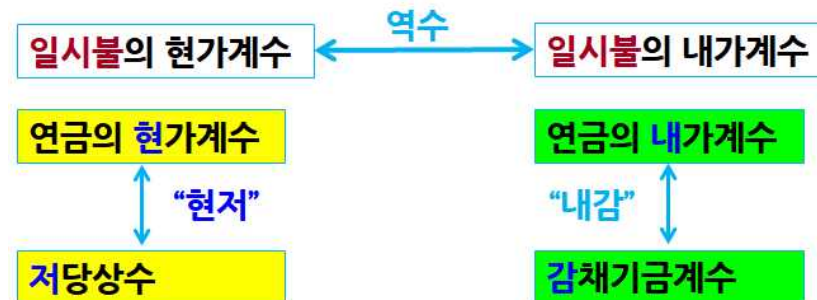 역수
일시불의 현가계수
일시불의 내가계수
연금의 현가계수
연금의 내가계수
“현저”
“내감”
저당상수
감채기금계수